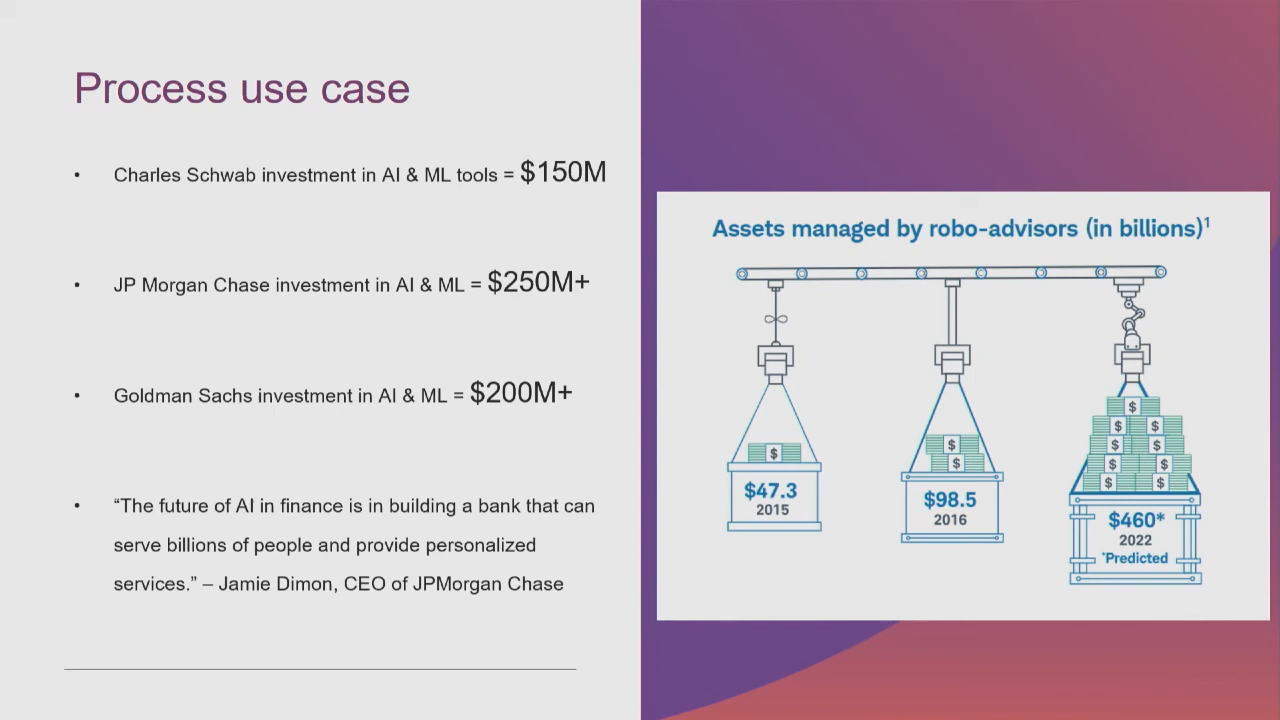 Process use case
• Charles Schwab investment in AI & ML tools = $150M
• JP Morgan Chase investment in AI & ML = $250M+
• Goldman Sachs investment in AI & ML = $200M+
• “The future of AI in finance is in building a bank that can
serve billions of people and provide personalized
services.” – Jamie Dimon, CEO of JPMorgan Chase
Assets managed by robo-advisors (in billions)¹
$
$47.3
2015
$
$
$98.5
2016
$
$ $
$ $
$ $
$ $
$460*
2022
*Predicted